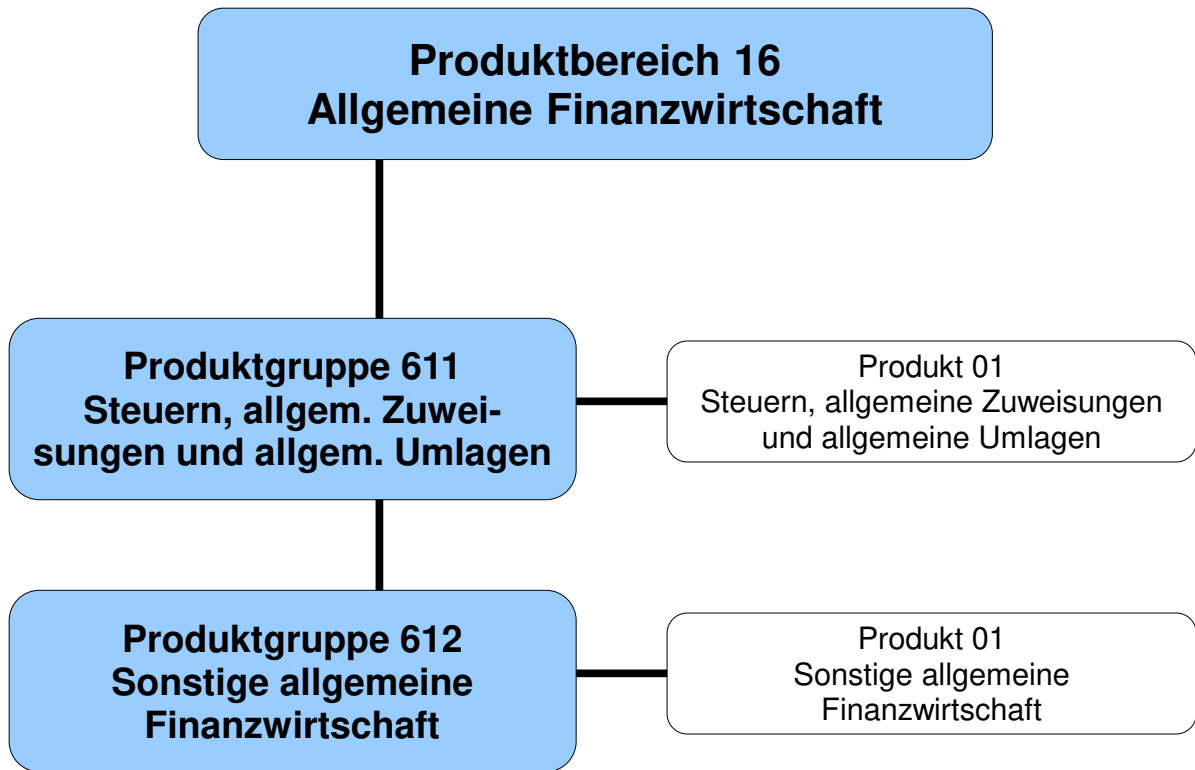 Produktbereich 16
Allgemeine Finanzwirtschaft
Produktgruppe 611
Steuern, allgem. Zuwei-
sungen und allgem. Umlagen
Produkt 01
Steuern, allgemeine Zuweisungen
und allgemeine Umlagen
Produktgruppe 612
Sonstige allgemeine
Finanzwirtschaft
Produkt 01
Sonstige allgemeine
Finanzwirtschaft